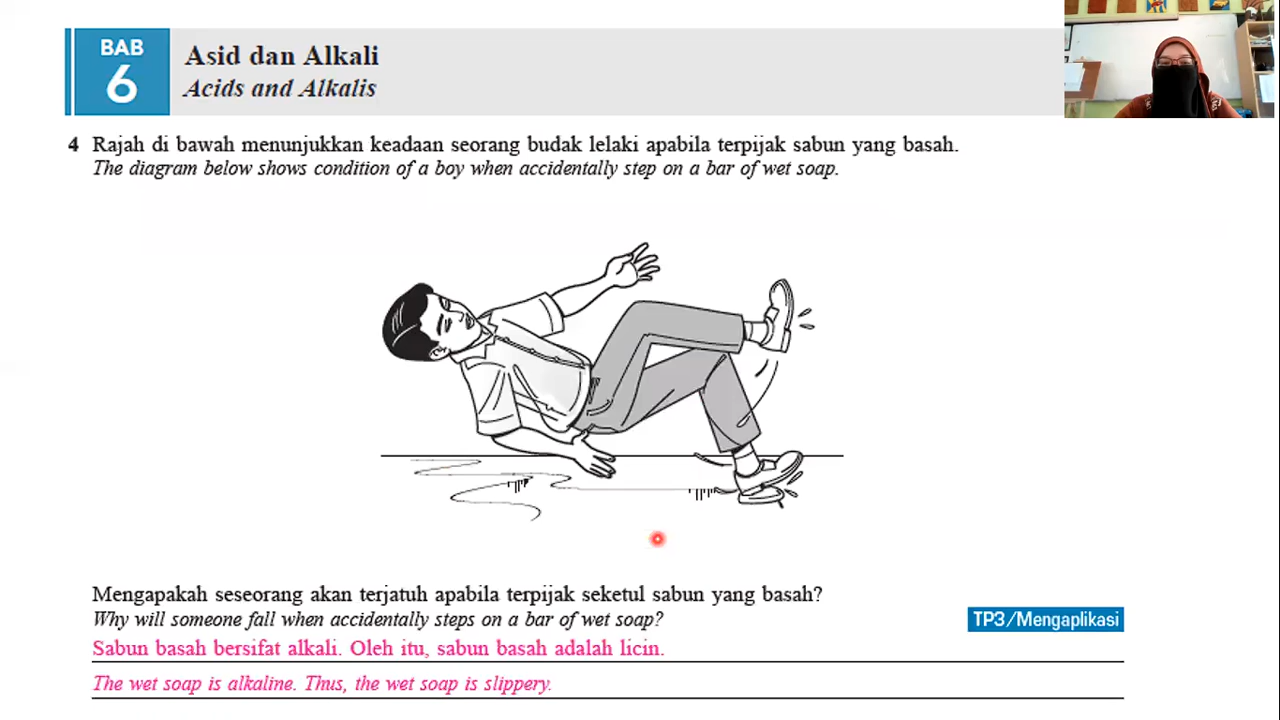 BAB
6
Asid dan Alkali
Acids and Alkalis
4 Rajah di bawah menunjukkan keadaan seorang budak lelaki apabila terpijak sabun yang basah.
The diagram below shows condition of a boy when accidentally step on a bar of wet soap.
Mengapakah seseorang akan terjatuh apabila terpijak seketul sabun yang basah?
Why will someone fall when accidentally steps on a bar of wet soap?
TP3/Mengaplikasi
Sabun basah bersifat alkali. Oleh itu, sabun basah adalah licin.
The wet soap is alkaline. Thus, the wet soap is slippery.